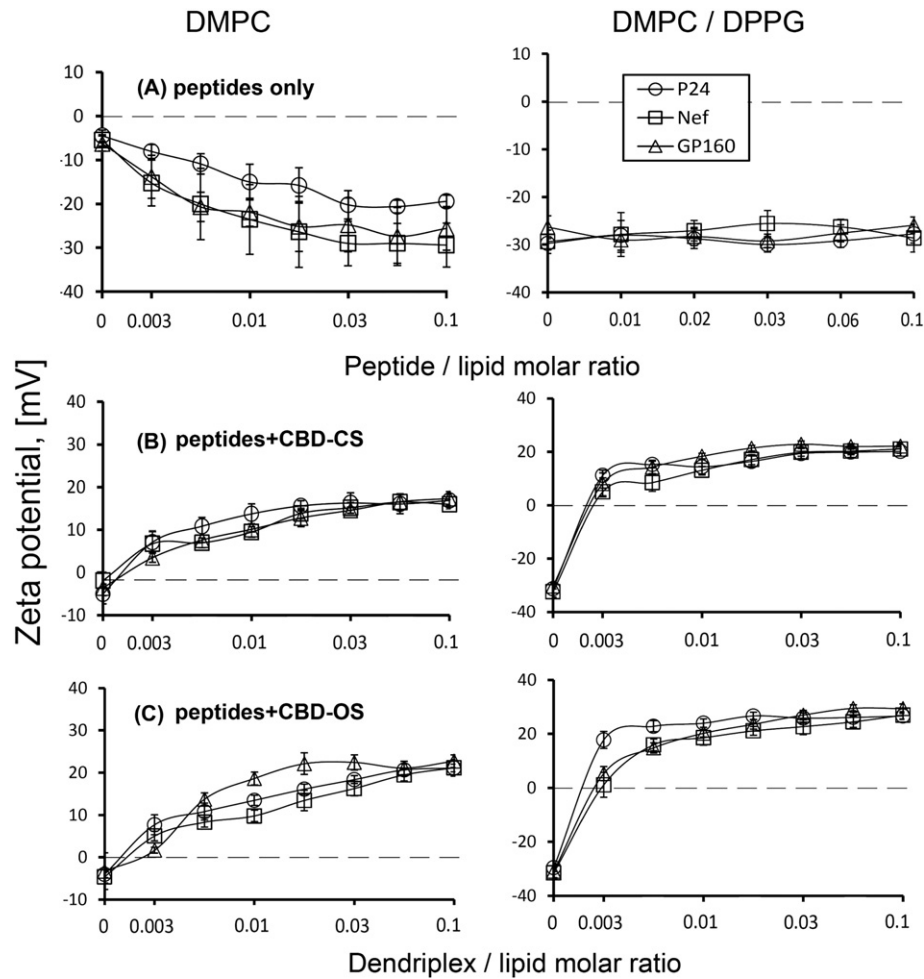 DMPC
DMPC / DPPG
(A) peptides only
10
0
-10
-20
-30
-40
0 0.003 0.01 0.03 0.1
P24
Nef
GP160
10
0
-10
-20
-30
-40
0 0.01 0.02 0.03 0.06 0.1
Peptide / lipid molar ratio
Zeta potential, [mV]
(B) peptides+CBD-CS
40
30
20
10
0
-10
0 0.003 0.01 0.03 0.1
40
20
0
-20
-40
0 0.003 0.01 0.03 0.1
(C) peptides+CBD-OS
40
30
20
10
0
-10
0 0.003 0.01 0.03 0.1
40
20
0
-20
-40
0 0.003 0.01 0.03 0.1
Dendriplex / lipid molar ratio